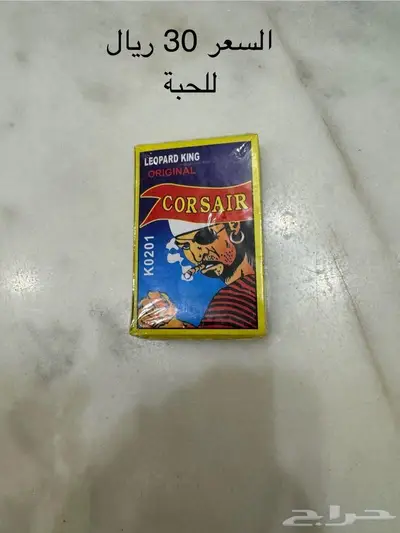 السعر 30 ريال
للحبة
LEOPARD KING
ORIGINAL
CORSAIR
K0201
حراج